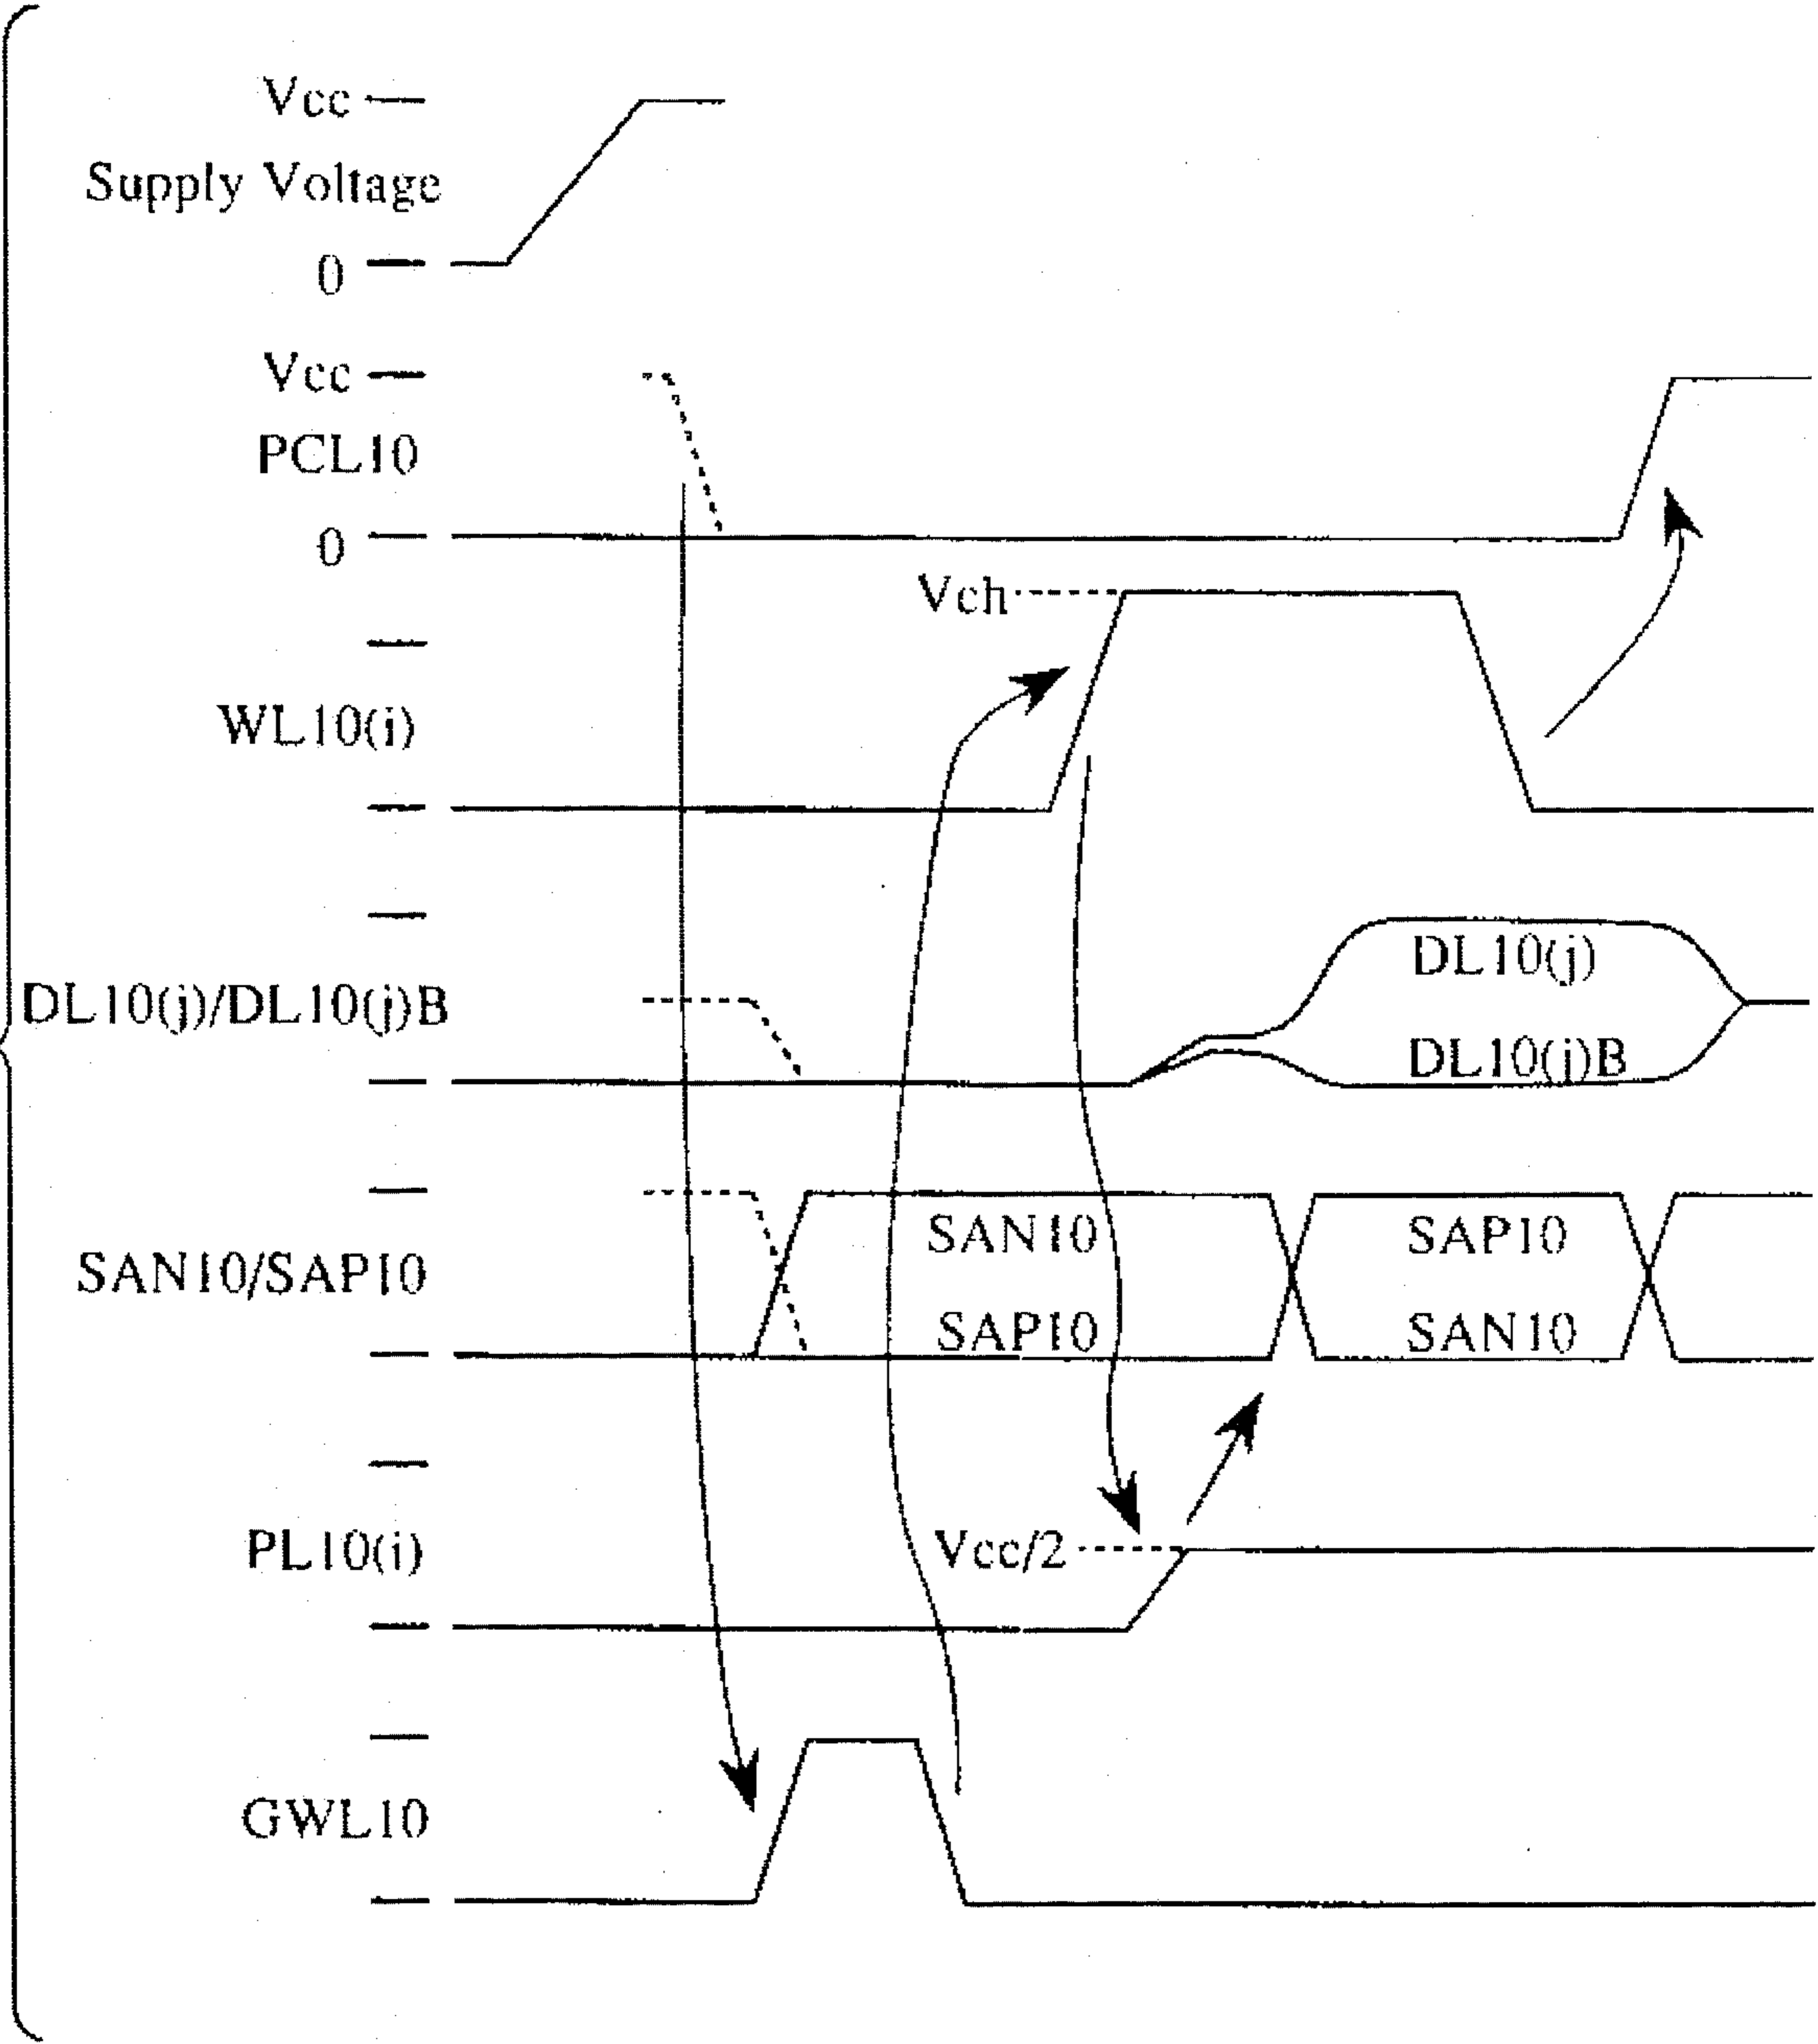 Vcc
Supply Voltage
0
Vcc
PCL10
0
Vch
WL10(i)
DL10(j)
DL10(j)/DL10(j)B
DL10(j)B
SAN10
SAP10
SAN10/SAP10
SAP10
SAN10
PL10(i)
Vcc/2
GWL10